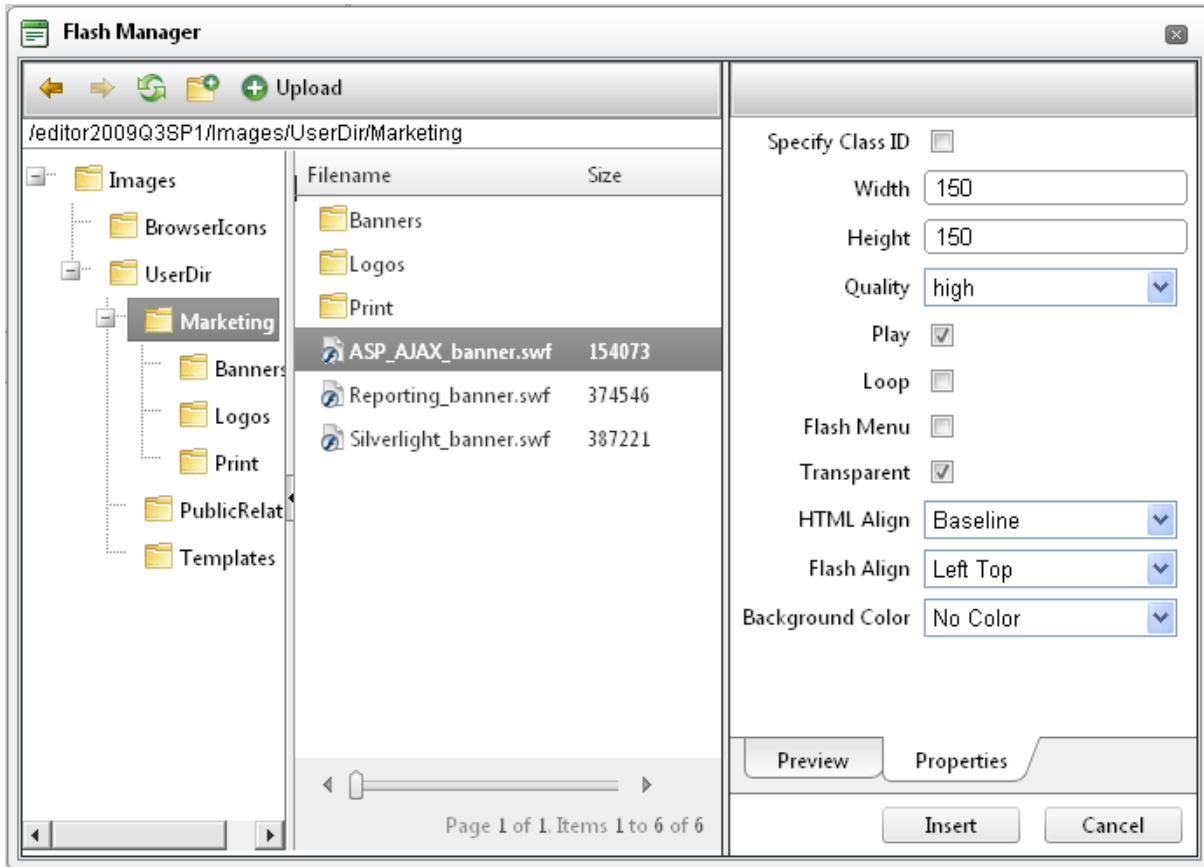 Flash Manager
Upload
/editor2009Q3SP1/Images/UserDir/Marketing
Images
BrowserIcons
UserDir
Marketing
Banners
Logos
Print
PublicRelat
Templates
Filename Size
Banners
Logos
Print
ASP_AJAX_banner.swf 154073
Reporting_banner.swf 374546
Silverlight_banner.swf 387221
Page 1 of 1. Items 1 to 6 of 6
Specify Class ID
Width 150
Height 150
Quality high
Play
Loop
Flash Menu
Transparent
HTML Align Baseline
Flash Align Left Top
Background Color No Color
Preview Properties
Insert Cancel